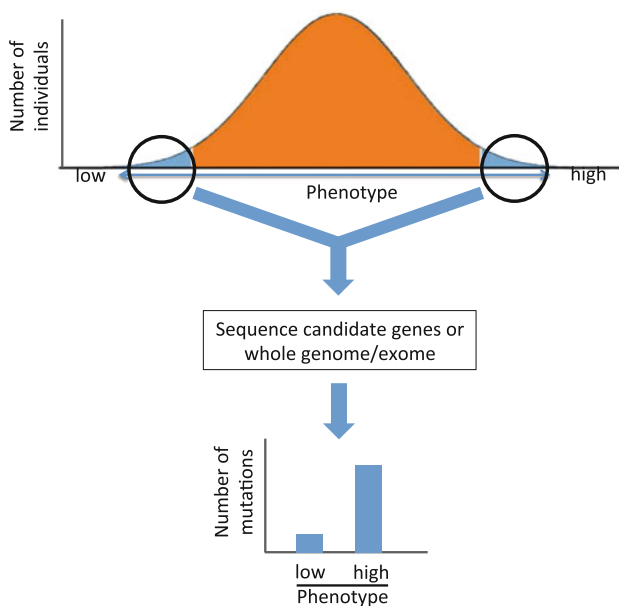 Number of
individuals
low
high
Phenotype
Sequence candidate genes or
whole genome/exome
Number of
mutations
low high
Phenotype